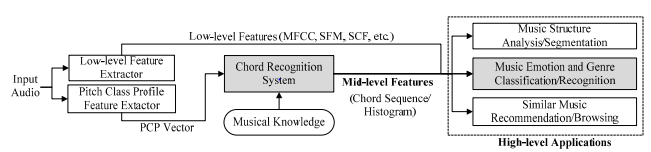 Low-level Features (MFCC, SFM, SCF, etc.)
Input
Audio
Low-level Feature
Extractor
Pitch Class Profile
Feature Extactor
PCP Vector
Chord Recognition
System
Musical Knowledge
Mid-level Features
(Chord Sequence/
Histogram)
Music Structure
Analysis/Segmentation
Music Emotion and Genre
Classification/Recognition
Similar Music
Recommendation/Browsing
High-level Applications